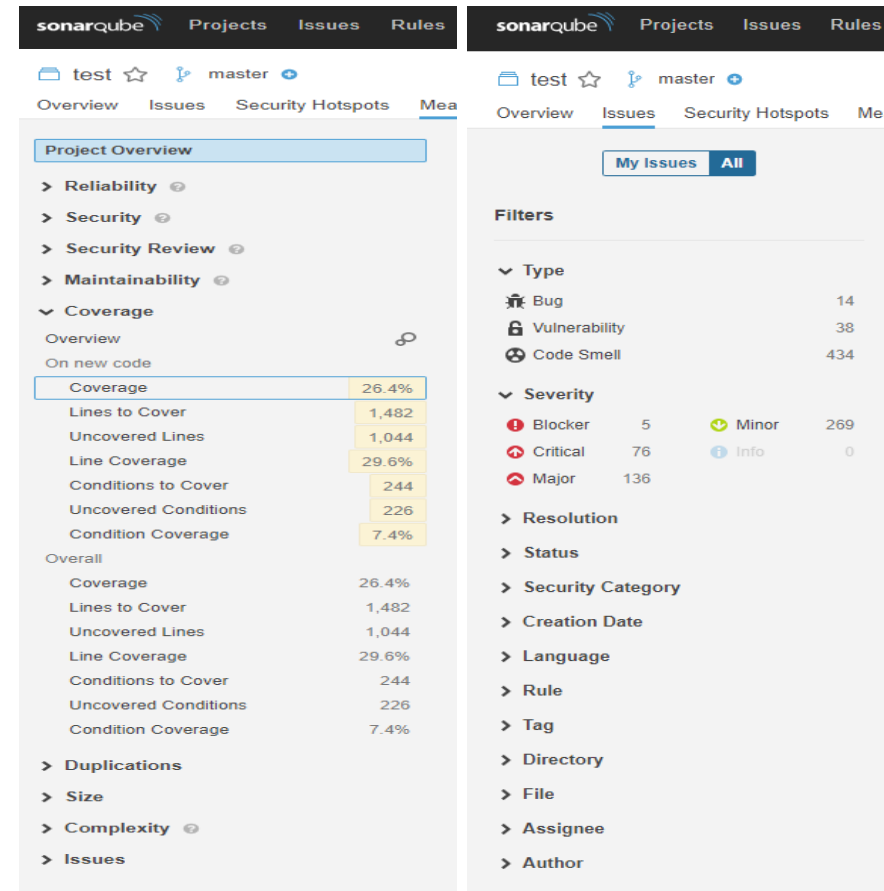 sonarqube Projects Issues Rules
test master
Overview Issues Security Hotspots Mea
Project Overview
Reliability
Security
Security Review
Maintainability
Coverage
Overview
On new code
Coverage 26.4%
Lines to Cover 1,482
Uncovered Lines 1,044
Line Coverage 29.6%
Conditions to Cover 244
Uncovered Conditions 226
Condition Coverage 7.4%
Overall
Coverage 26.4%
Lines to Cover 1,482
Uncovered Lines 1,044
Line Coverage 29.6%
Conditions to Cover 244
Uncovered Conditions 226
Condition Coverage 7.4%
Duplications
Size
Complexity
Issues
sonarqube Projects Issues Rules
test master
Overview Issues Security Hotspots Me
My Issues All
Filters
Type
Bug 14
Vulnerability 38
Code Smell 434
Severity
Blocker 5 Minor 269
Critical 76 Info 0
Major 136
Resolution
Status
Security Category
Creation Date
Language
Rule
Tag
Directory
File
Assignee
Author